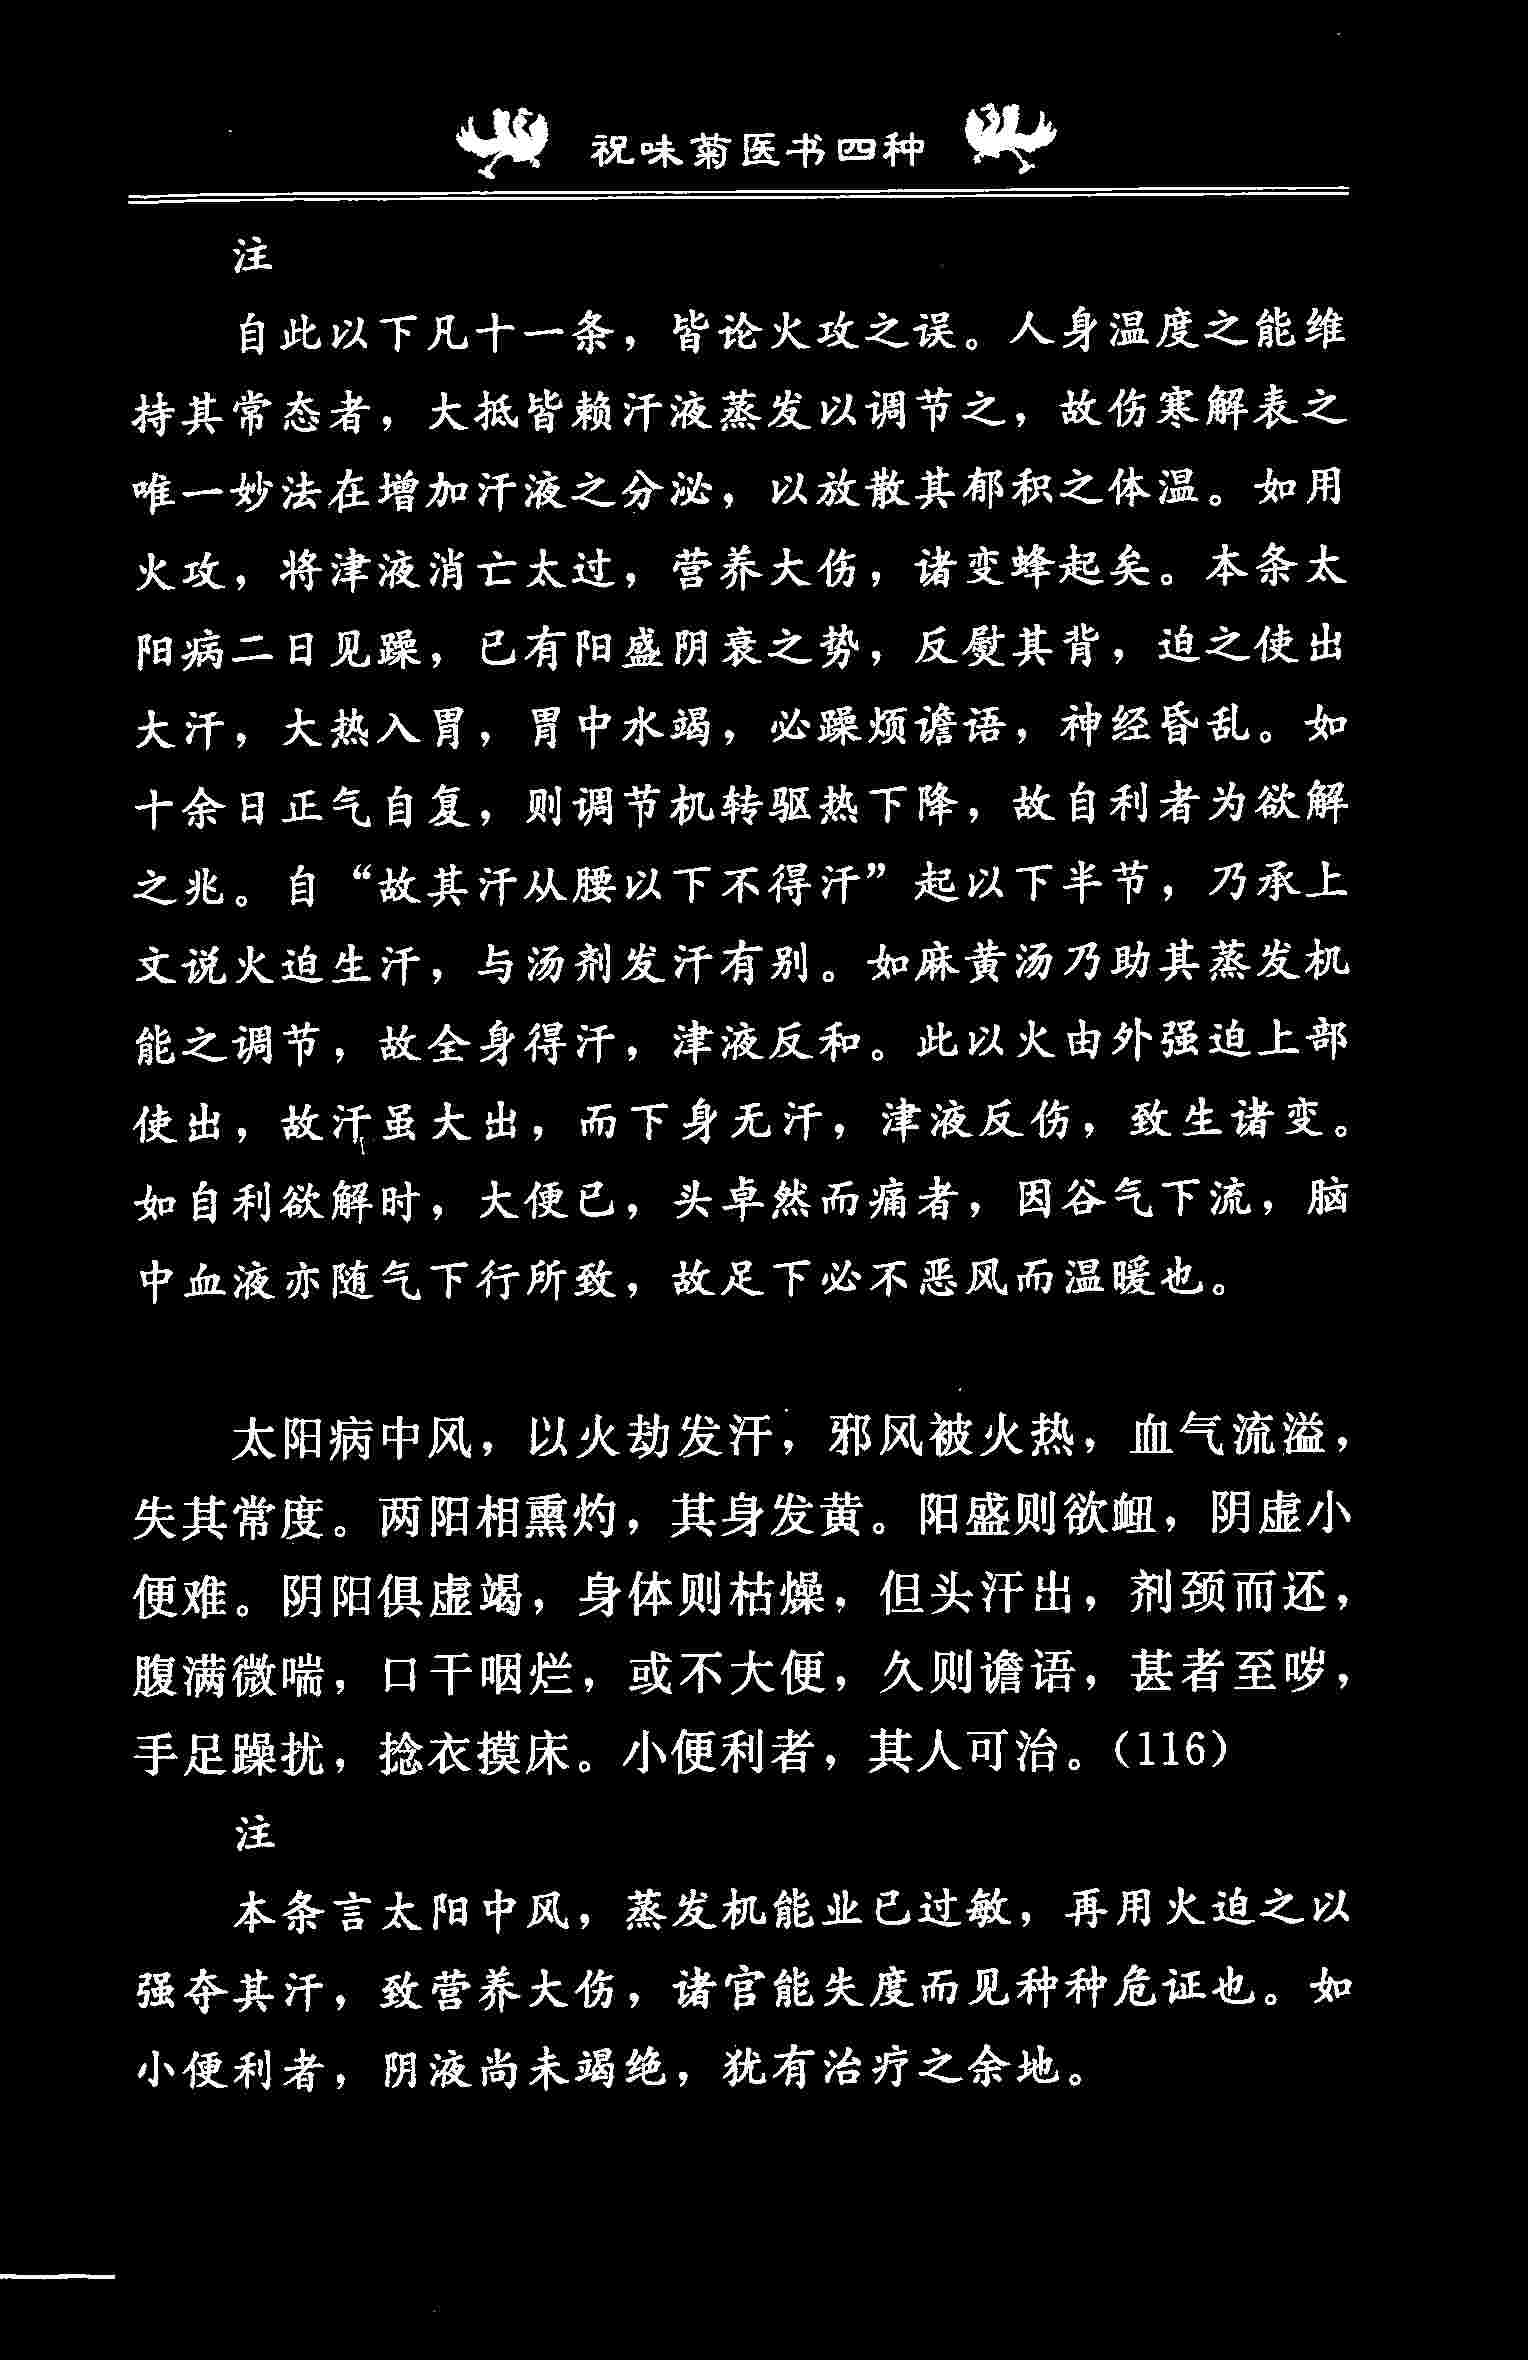 祝味菊医书四种
注
自此以下凡十一条，皆论火攻之误。人身温度之能维
持其常态者，大抵皆赖汗液蒸发以调节之，故伤寒解表之
唯一妙法在增加汗液之分泌，以放散其郁积之体温。如用
火攻，将津液消亡太过，营养大伤，诸变蜂起矣。本条太
阳病二日见躁，已有阳盛阴衰之势，反熨其背，迫之使出
大汗，大热入胃，胃中水竭，必躁烦谵语，神经昏乱。如
十余日正气自复，则调节机转驱热下降，故自利者为欲解
之兆。自“故其汗从腰以下不得汗”起以下半节，乃承上
文说火迫生汗，与汤剂发汗有别。如麻黄汤乃助其蒸发机
能之调节，故全身得汗，津液反和。此以火由外强迫上部
使出，故汗虽大出，而下身无汗，津液反伤，致生诸变。
如自利欲解时，大便已，头卓然而痛者，因谷气下流，脑
中血液亦随气下行所致，故足下必不恶风而温暖也。
太阳病中风，以火劫发汗，邪风被火热，血气流溢，
失其常度。两阳相熏灼，其身发黄。阳盛则欲衄，阴虚小
便难。阴阳俱虚竭，身体则枯燥，但头汗出，剂颈而还，
腹满微喘，口干咽烂，或不大便，久则谵语，甚者至哕，
手足躁扰，捻衣摸床。小便利者，其人可治。（116）
注
本条言太阳中风，蒸发机能业已过敏，再用火迫之以
强夺其汗，致营养大伤，诸官能失度而见种种危证也。如
小便利者，阴液尚未竭绝，犹有治疗之余地。